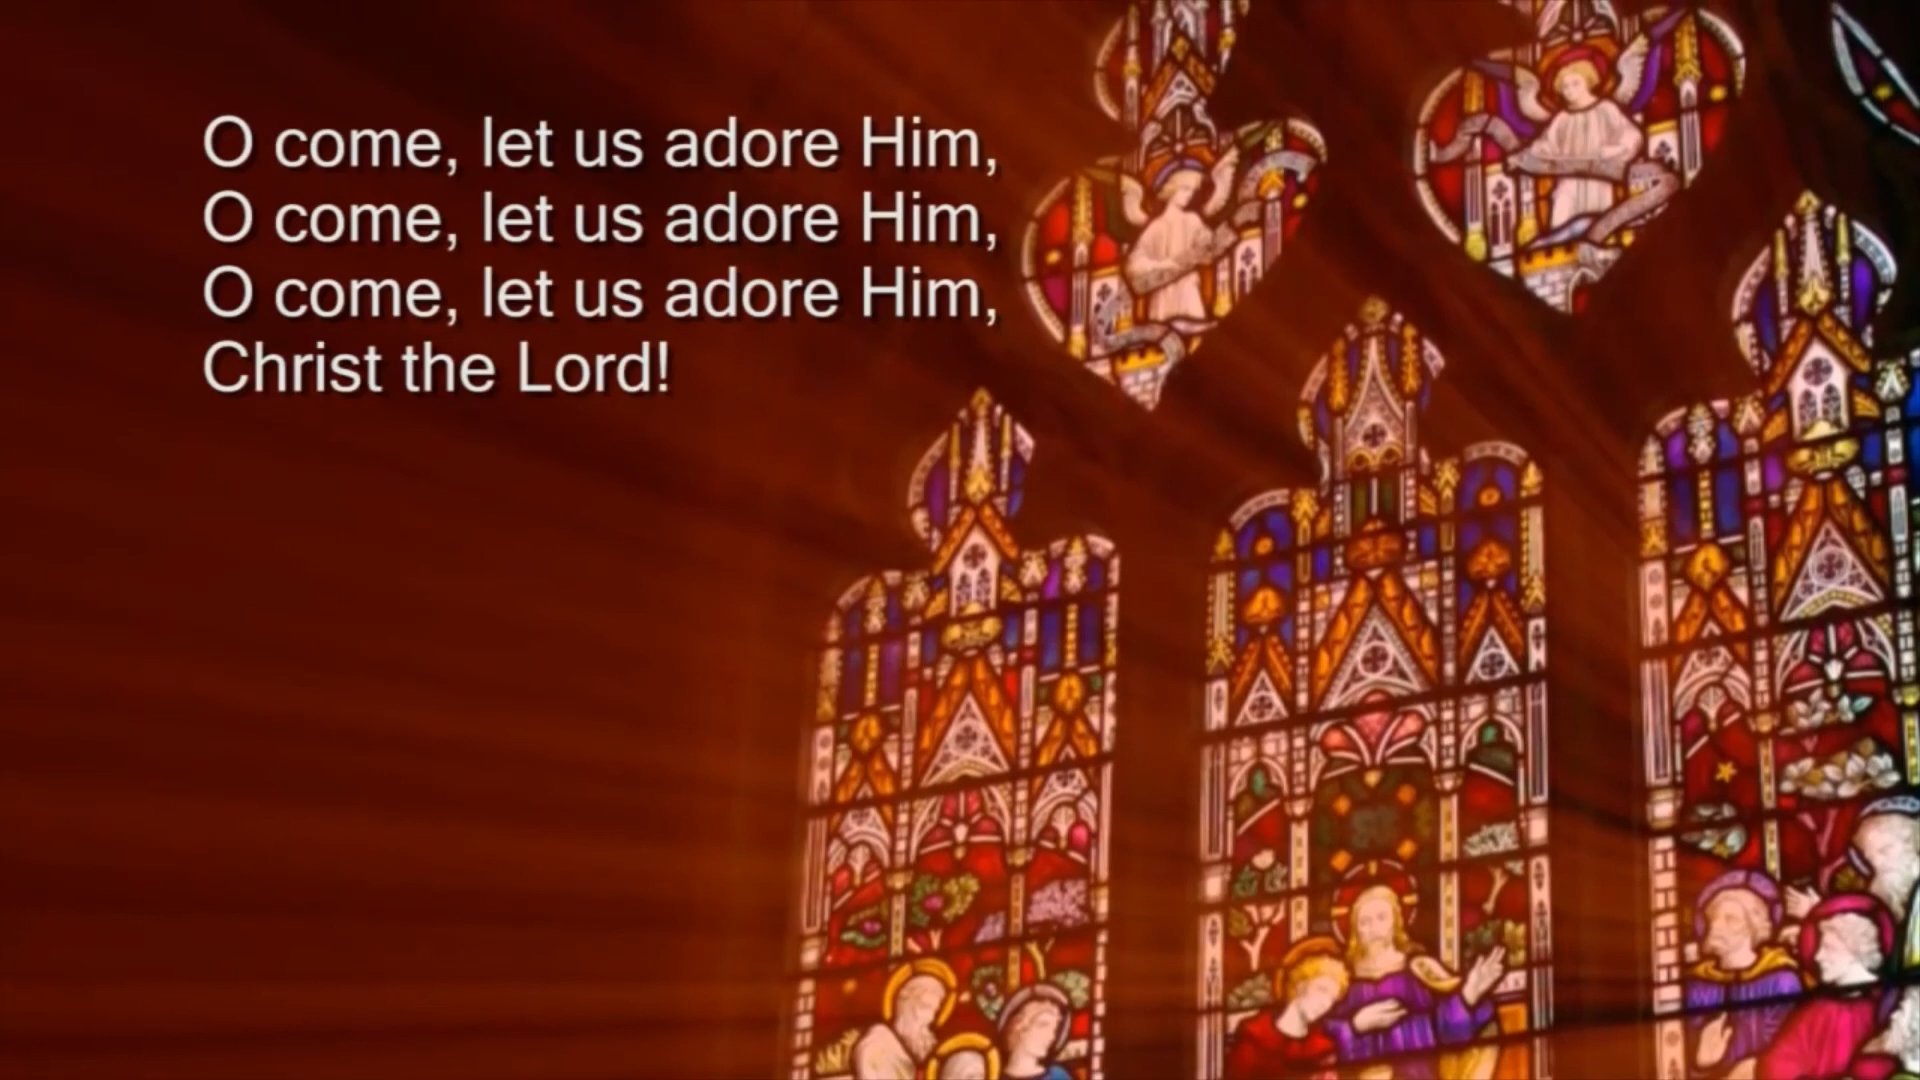 O come, let us adore Him,
O come, let us adore Him,
O come, let us adore Him,
Christ the Lord!